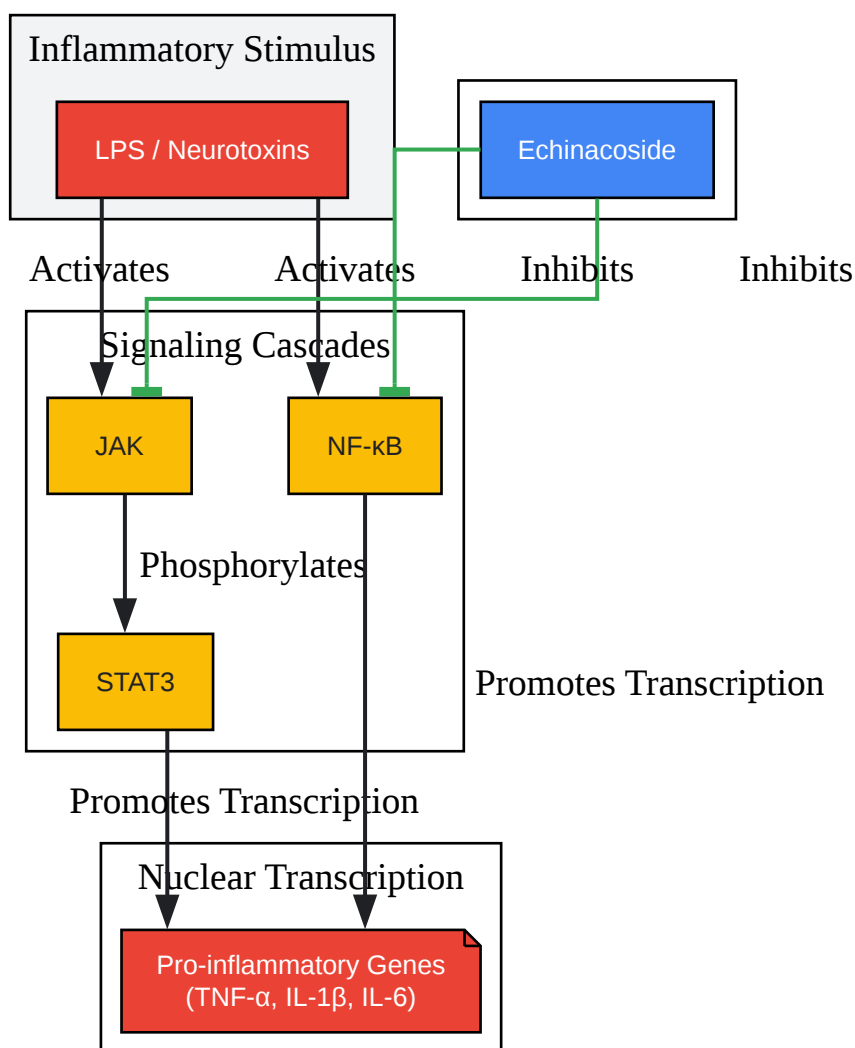 Inflammatory Stimulus
LPS / Neurotoxins
Echinacoside
Activates
Activates
Inhibits
Inhibits
Signaling Cascades
JAK
NF-κB
Phosphorylates
STAT3
Promotes Transcription
Promotes Transcription
Nuclear Transcription
Pro-inflammatory Genes
(TNF-α, IL-1β, IL-6)